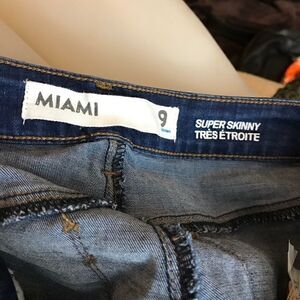 MIAMI
9
SUPER SKINNY
TRÈS ÉTROITE